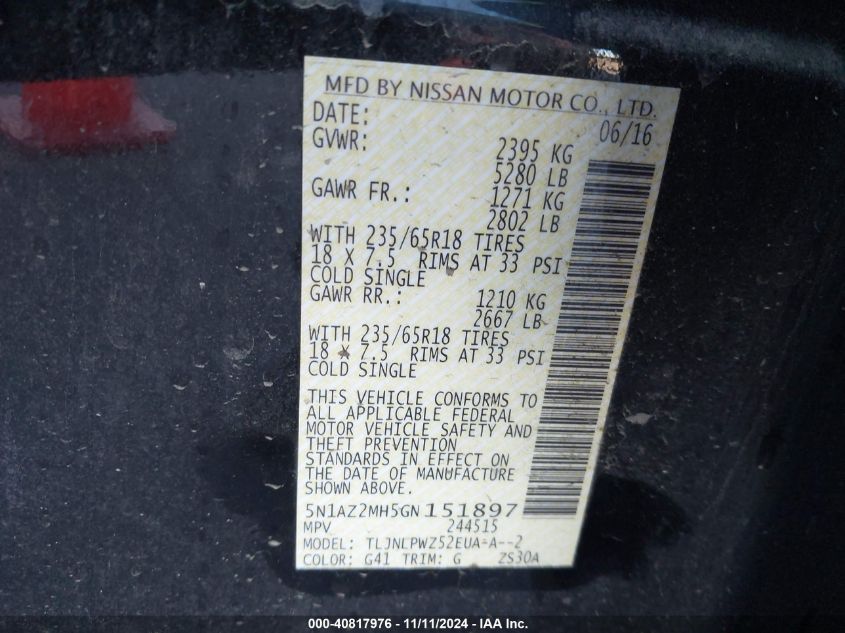 MFD BY NISSAN MOTOR CO., LTD.
DATE: 06/16
GVWR: 2395 KG
5280 LB
GAWR FR.: 1271 KG
2802 LB
WITH 235/65R18 TIRES
18 X 7.5 RIMS AT 33 PSI
COLD SINGLE
GAWR RR.: 1210 KG
2667 LB
WITH 235/65R18 TIRES
18 X 7.5 RIMS AT 33 PSI
COLD SINGLE
THIS VEHICLE CONFORMS TO
ALL APPLICABLE FEDERAL
MOTOR VEHICLE SAFETY AND
THEFT PREVENTION
STANDARDS IN EFFECT ON
THE DATE OF MANUFACTURE
SHOWN ABOVE.
5N1AZ2MH5GN151897
MPV 244515
MODEL: TLJNLPWZ52EUA-A--2
COLOR: G41 TRIM: G ZS30A
000-40817976 - 11/11/2024 - IAA Inc.